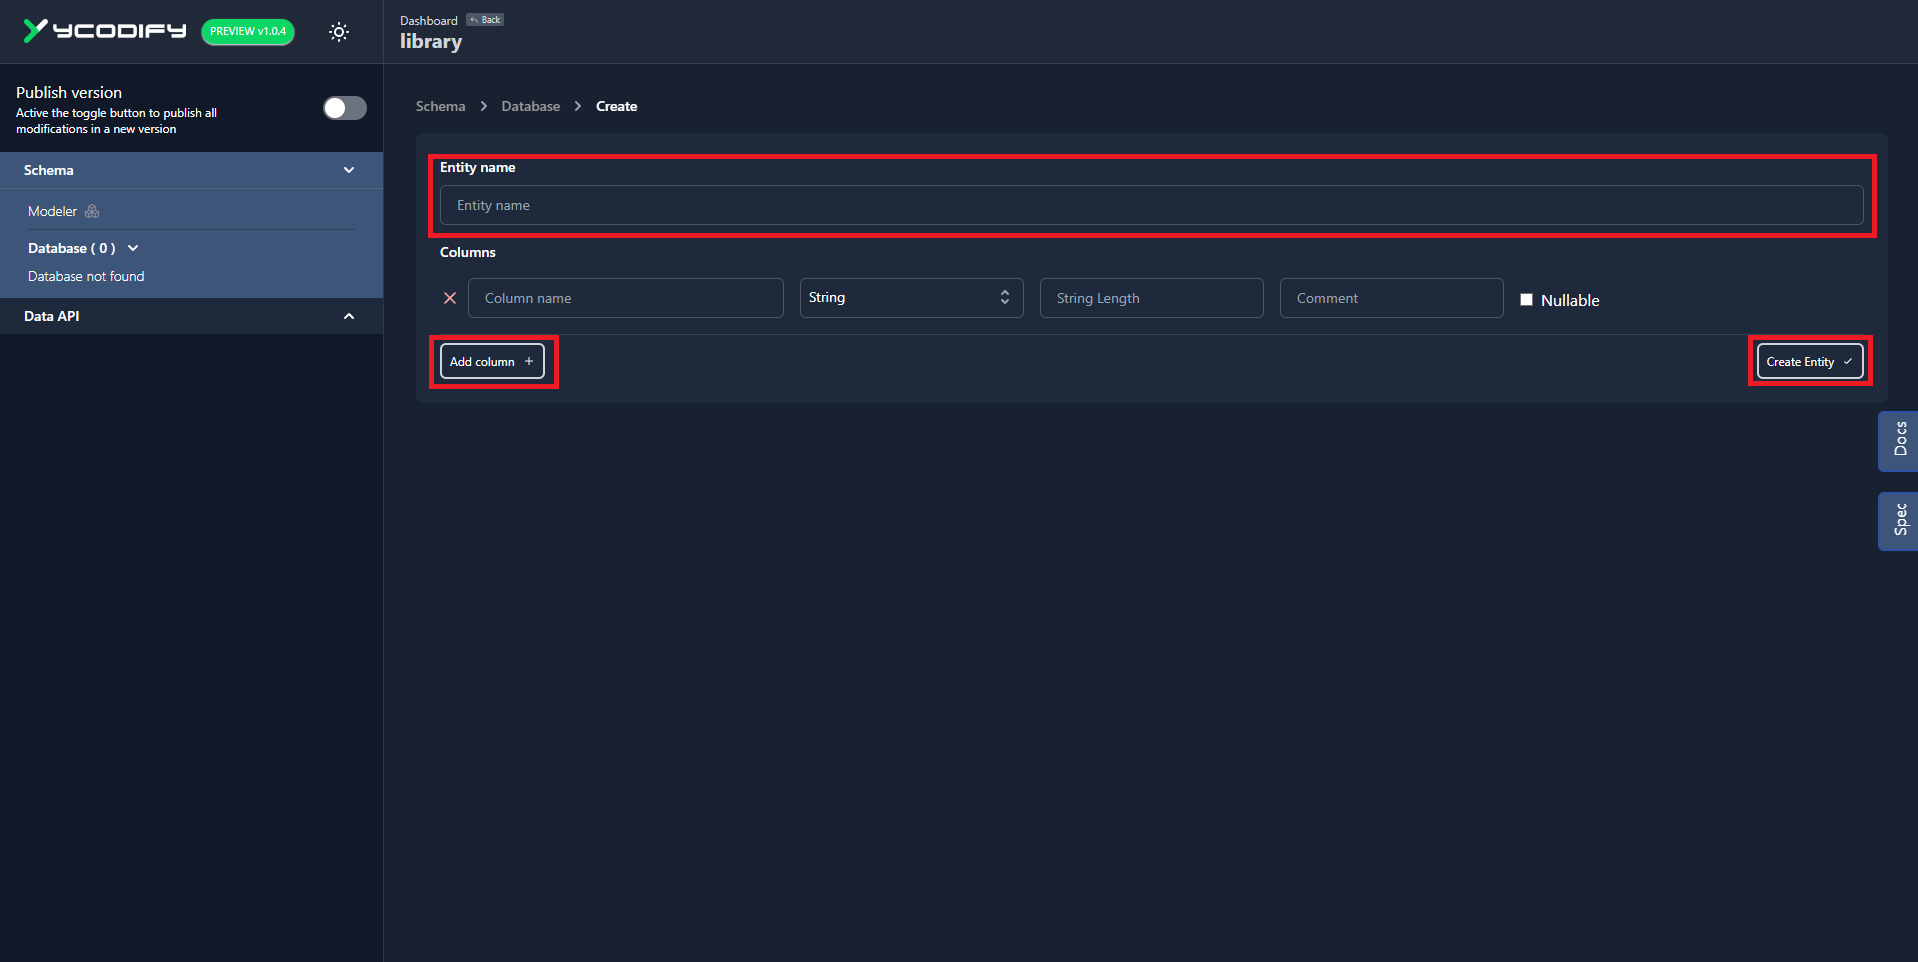 YCODIFY
PREVIEW v1.0.4
Dashboard
Back
library
Publish version
Active the toggle button to publish all
modifications in a new version
Schema
Modeler
Database ( 0 )
Database not found
Data API
Schema
Database
Create
Entity name
Entity name
Columns
Column name
String
String Length
Comment
Nullable
Add column +
Create Entity
Docs
Spec